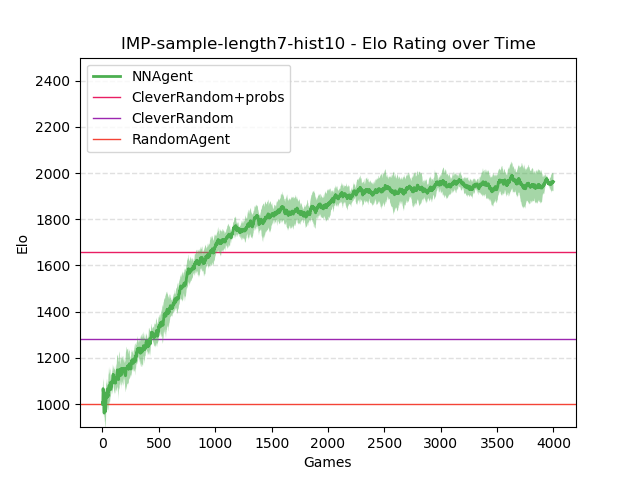 IMP-sample-length7-hist10 - Elo Rating over Time
NNAgent
CleverRandom+probs
CleverRandom
RandomAgent
2400
2200
2000
1800
1600
1400
1200
1000
Elo
0 500 1000 1500 2000 2500 3000 3500 4000
Games